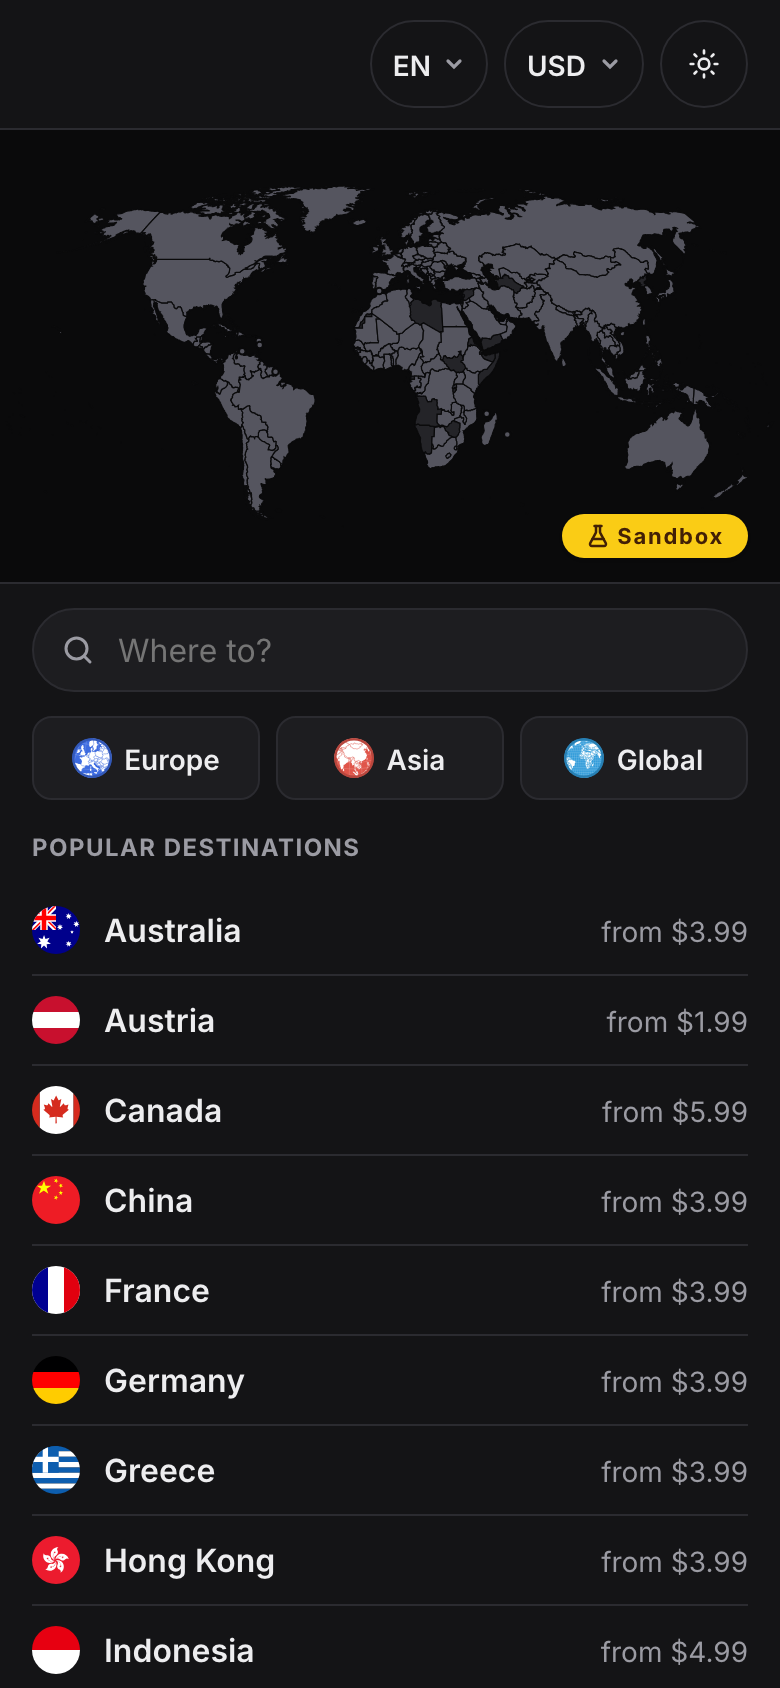 EN
USD
Sandbox
Where to?
Europe
Asia
Global
POPULAR DESTINATIONS
Australia from $3.99
Austria from $1.99
Canada from $5.99
China from $3.99
France from $3.99
Germany from $3.99
Greece from $3.99
Hong Kong from $3.99
Indonesia from $4.99